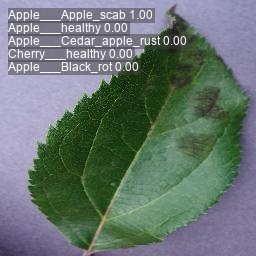 Apple___Apple_scab 1.00
Apple___healthy 0.00
Apple___Cedar_apple_rust 0.00
Cherry___healthy 0.00
Apple___Black_rot 0.00